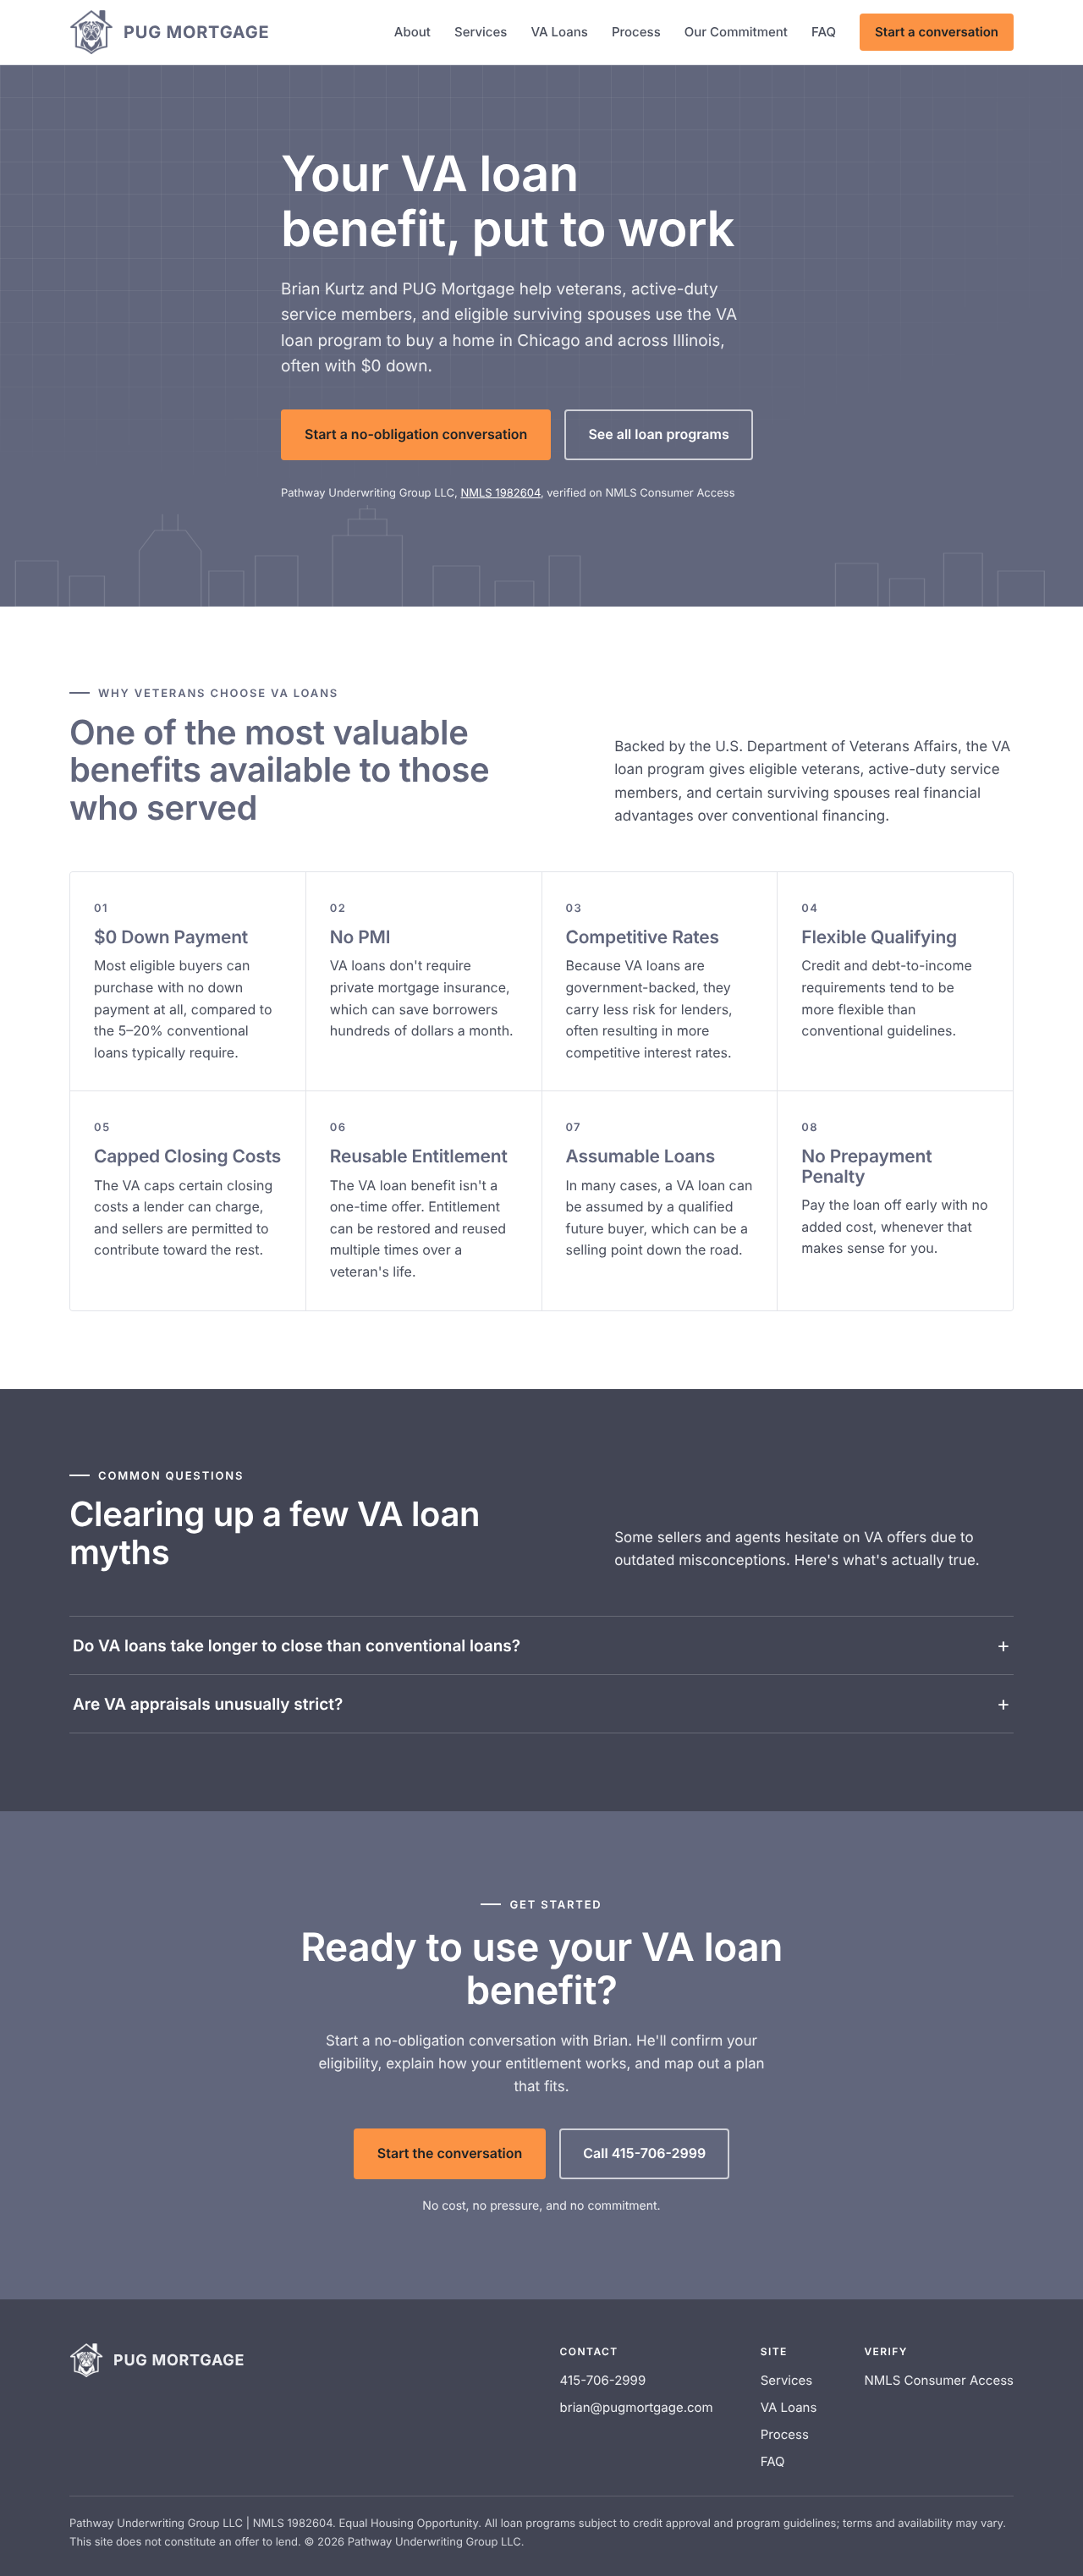 PUG MORTGAGE
About Services VA Loans Process Our Commitment FAQ Start a conversation
Your VA loan
benefit, put to work
Brian Kurtz and PUG Mortgage help veterans, active-duty
service members, and eligible surviving spouses use the VA
loan program to buy a home in Chicago and across Illinois,
often with $0 down.
Start a no-obligation conversation See all loan programs
Pathway Underwriting Group LLC, NMLS 1982604, verified on NMLS Consumer Access
WHY VETERANS CHOOSE VA LOANS
One of the most valuable
benefits available to those
who served
Backed by the U.S. Department of Veterans Affairs, the VA
loan program gives eligible veterans, active-duty service
members, and certain surviving spouses real financial
advantages over conventional financing.
01
$0 Down Payment
Most eligible buyers can
purchase with no down
payment at all, compared to
the 5–20% conventional
loans typically require.
02
No PMI
VA loans don't require
private mortgage insurance,
which can save borrowers
hundreds of dollars a month.
03
Competitive Rates
Because VA loans are
government-backed, they
carry less risk for lenders,
often resulting in more
competitive interest rates.
04
Flexible Qualifying
Credit and debt-to-income
requirements tend to be
more flexible than
conventional guidelines.
05
Capped Closing Costs
The VA caps certain closing
costs a lender can charge,
and sellers are permitted to
contribute toward the rest.
06
Reusable Entitlement
The VA loan benefit isn't a
one-time offer. Entitlement
can be restored and reused
multiple times over a
veteran's life.
07
Assumable Loans
In many cases, a VA loan can
be assumed by a qualified
future buyer, which can be a
selling point down the road.
08
No Prepayment
Penalty
Pay the loan off early with no
added cost, whenever that
makes sense for you.
COMMON QUESTIONS
Clearing up a few VA loan
myths
Some sellers and agents hesitate on VA offers due to
outdated misconceptions. Here's what's actually true.
Do VA loans take longer to close than conventional loans? +
Are VA appraisals unusually strict? +
GET STARTED
Ready to use your VA loan
benefit?
Start a no-obligation conversation with Brian. He'll confirm your
eligibility, explain how your entitlement works, and map out a plan
that fits.
Start the conversation Call 415-706-2999
No cost, no pressure, and no commitment.
PUG MORTGAGE
CONTACT
415-706-2999
brian@pugmortgage.com
SITE
Services
VA Loans
Process
FAQ
VERIFY
NMLS Consumer Access
Pathway Underwriting Group LLC | NMLS 1982604. Equal Housing Opportunity. All loan programs subject to credit approval and program guidelines; terms and availability may vary.
This site does not constitute an offer to lend. © 2026 Pathway Underwriting Group LLC.